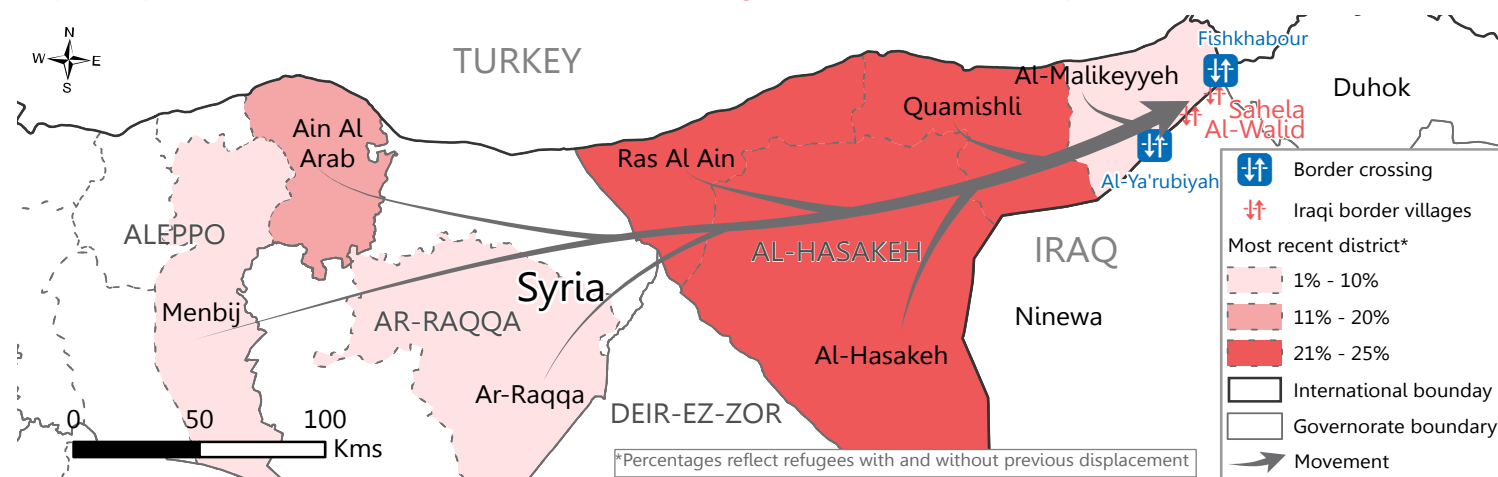 N
W E
S
TURKEY
Fishkhabour
Al-Malikeyyeh
Duhok
Quamishli
Sahela
Al-Walid
Ain Al
Arab
Ras Al Ain
Al-Ya'rubiyah
ALEPPO
AL-HASAKEH
IRAQ
Syria
Menbij
AR-RAQQA
Ninewa
Al-Hasakeh
Ar-Raqqa
DEIR-EZ-ZOR
0 50 100
Kms
*Percentages reflect refugees with and without previous displacement
Border crossing
Iraqi border villages
Most recent district*
1% - 10%
11% - 20%
21% - 25%
International boundary
Governorate boundary
Movement